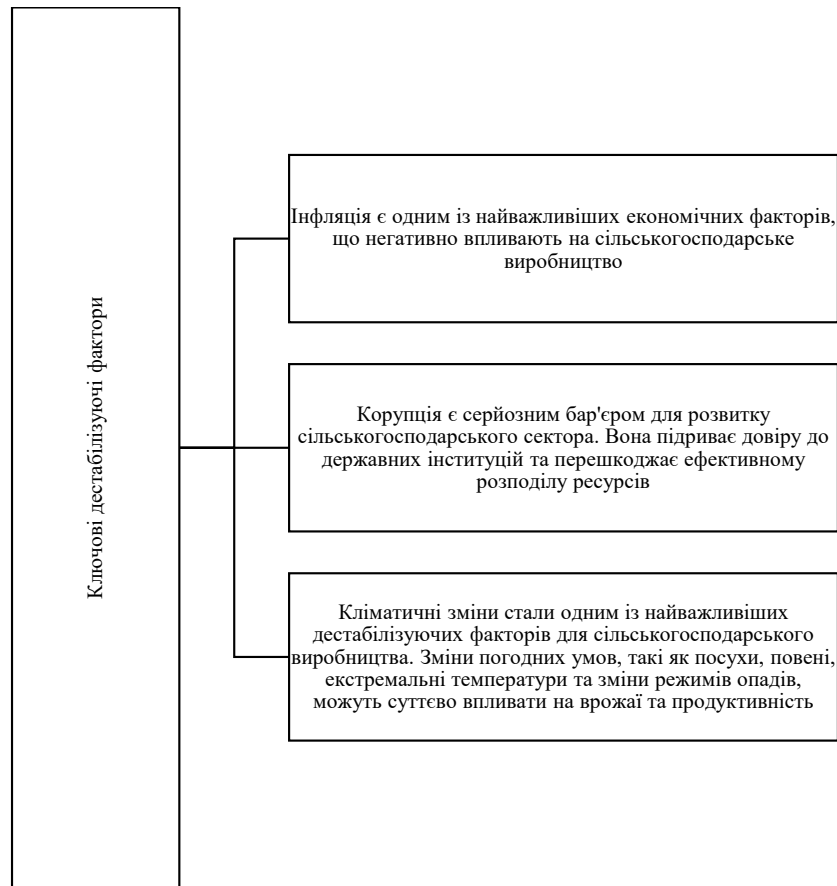 Ключові дестабілізуючі фактори
Інфляція є одним із найважливіших економічних факторів,
що негативно впливають на сільськогосподарське
виробництво
Корупція є серйозним бар'єром для розвитку
сільськогосподарського сектора. Вона підриває довіру до
державних інституцій та перешкоджає ефективному
розподілу ресурсів
Кліматичні зміни стали одним із найважливіших
дестабілізуючих факторів для сільськогосподарського
виробництва. Зміни погодних умов, такі як посухи, повені,
екстремальні температури та зміни режимів опадів,
можуть суттєво впливати на врожаї та продуктивність